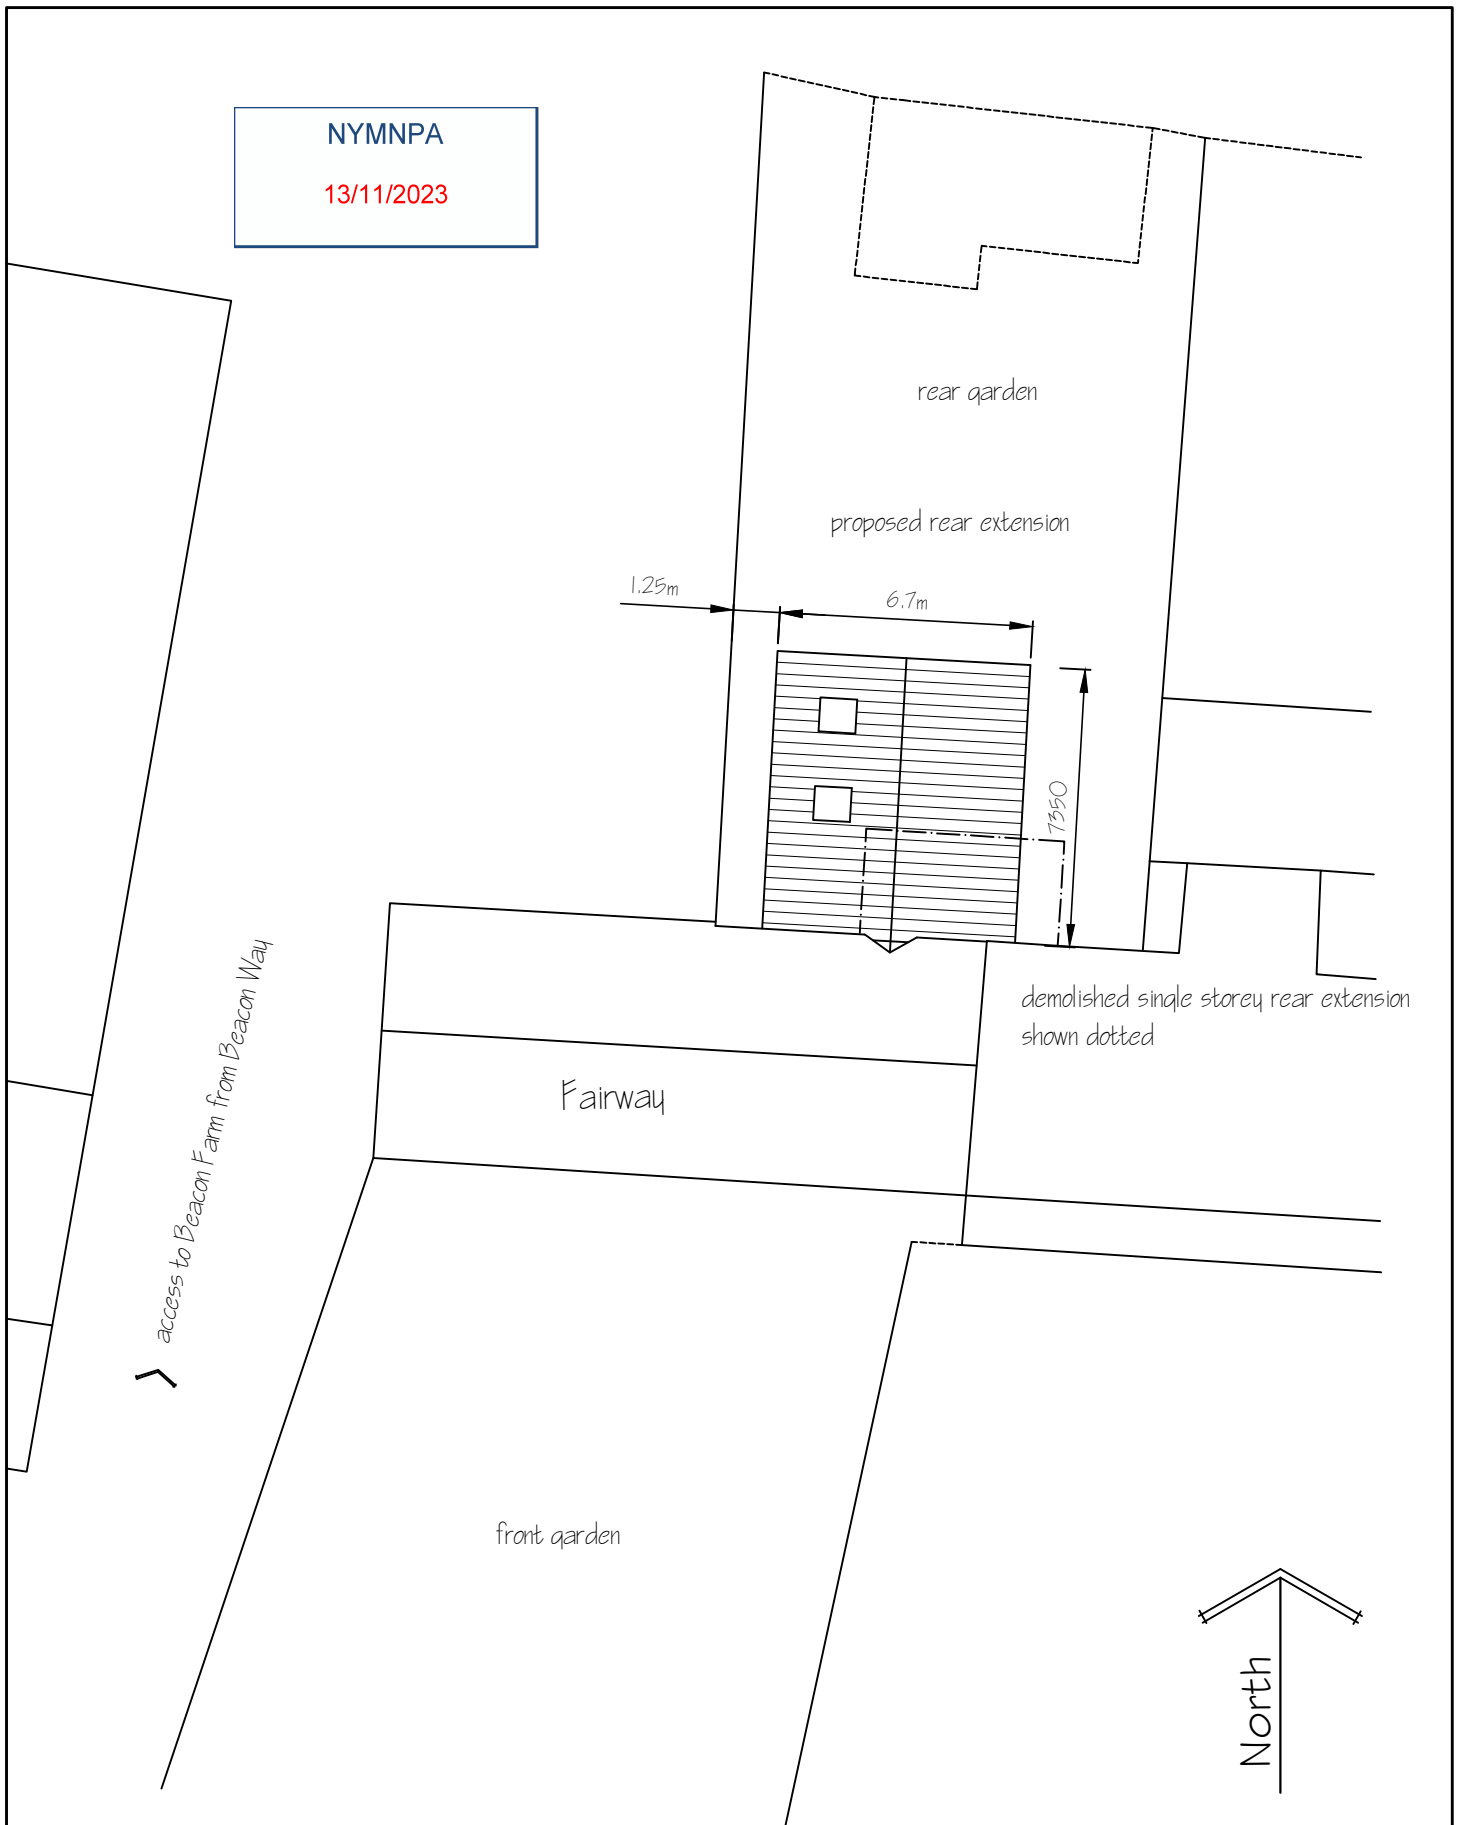 NYMNPA
13/11/2023
rear garden
proposed rear extension
1.25m
6.7m
7350
demolished single storey rear extension
shown dotted
Fairway
access to Beacon Farm from Beacon Way
front garden
North